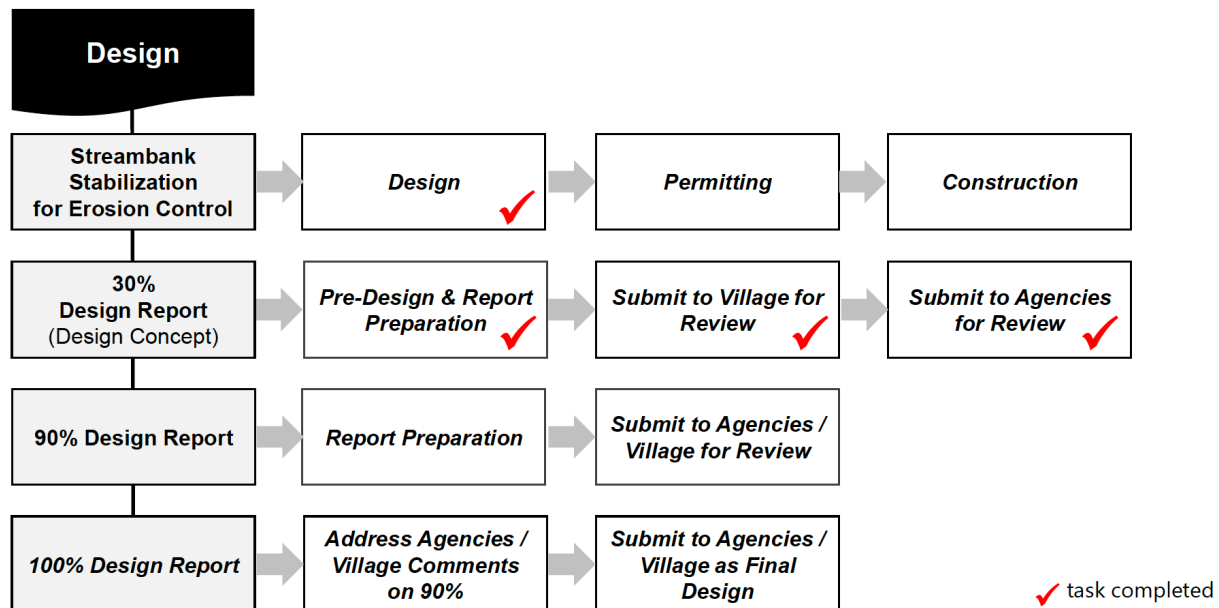 Design
Streambank
Stabilization
for Erosion Control
Design
Permitting
Construction
30%
Design Report
(Design Concept)
Pre-Design & Report
Preparation
Submit to Village for
Review
Submit to Agencies
for Review
90% Design Report
Report Preparation
Submit to Agencies /
Village for Review
100% Design Report
Address Agencies /
Village Comments
on 90%
Submit to Agencies /
Village as Final
Design
task completed